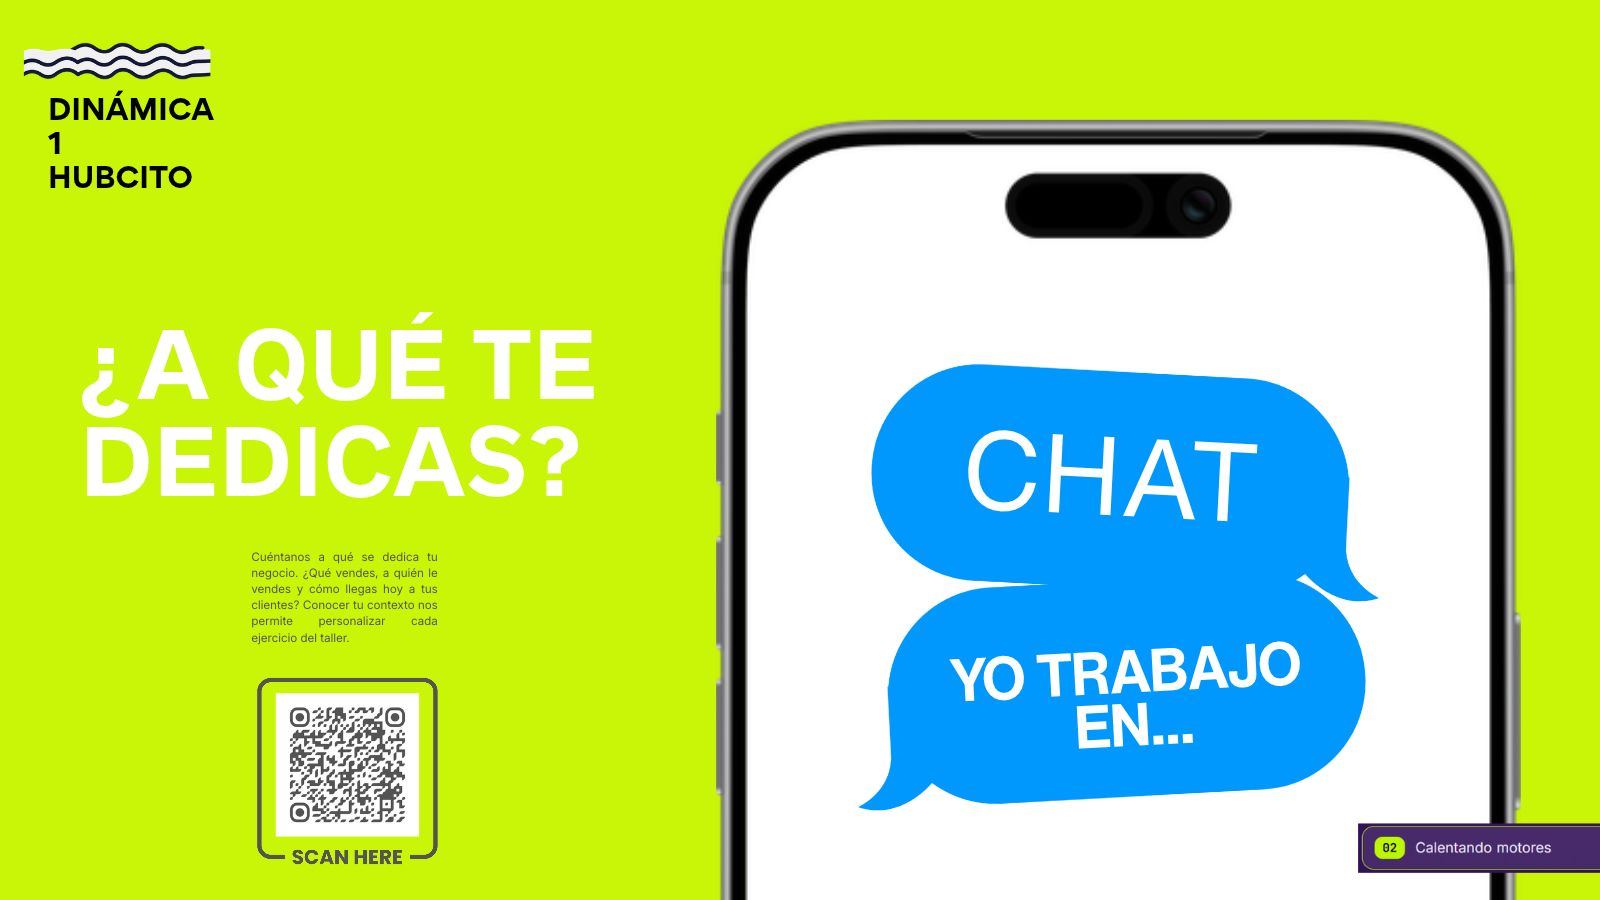 DINÁMICA
1
HUBCITO
¿A QUÉ TE
DEDICAS?
Cuéntanos a qué se dedica tu
negocio. ¿Qué vendes, a quién le
vendes y cómo llegas hoy a tus
clientes? Conocer tu contexto nos
permite personalizar cada
ejercicio del taller.
SCAN HERE
CHAT
YO TRABAJO
EN...
02 Calentando motores